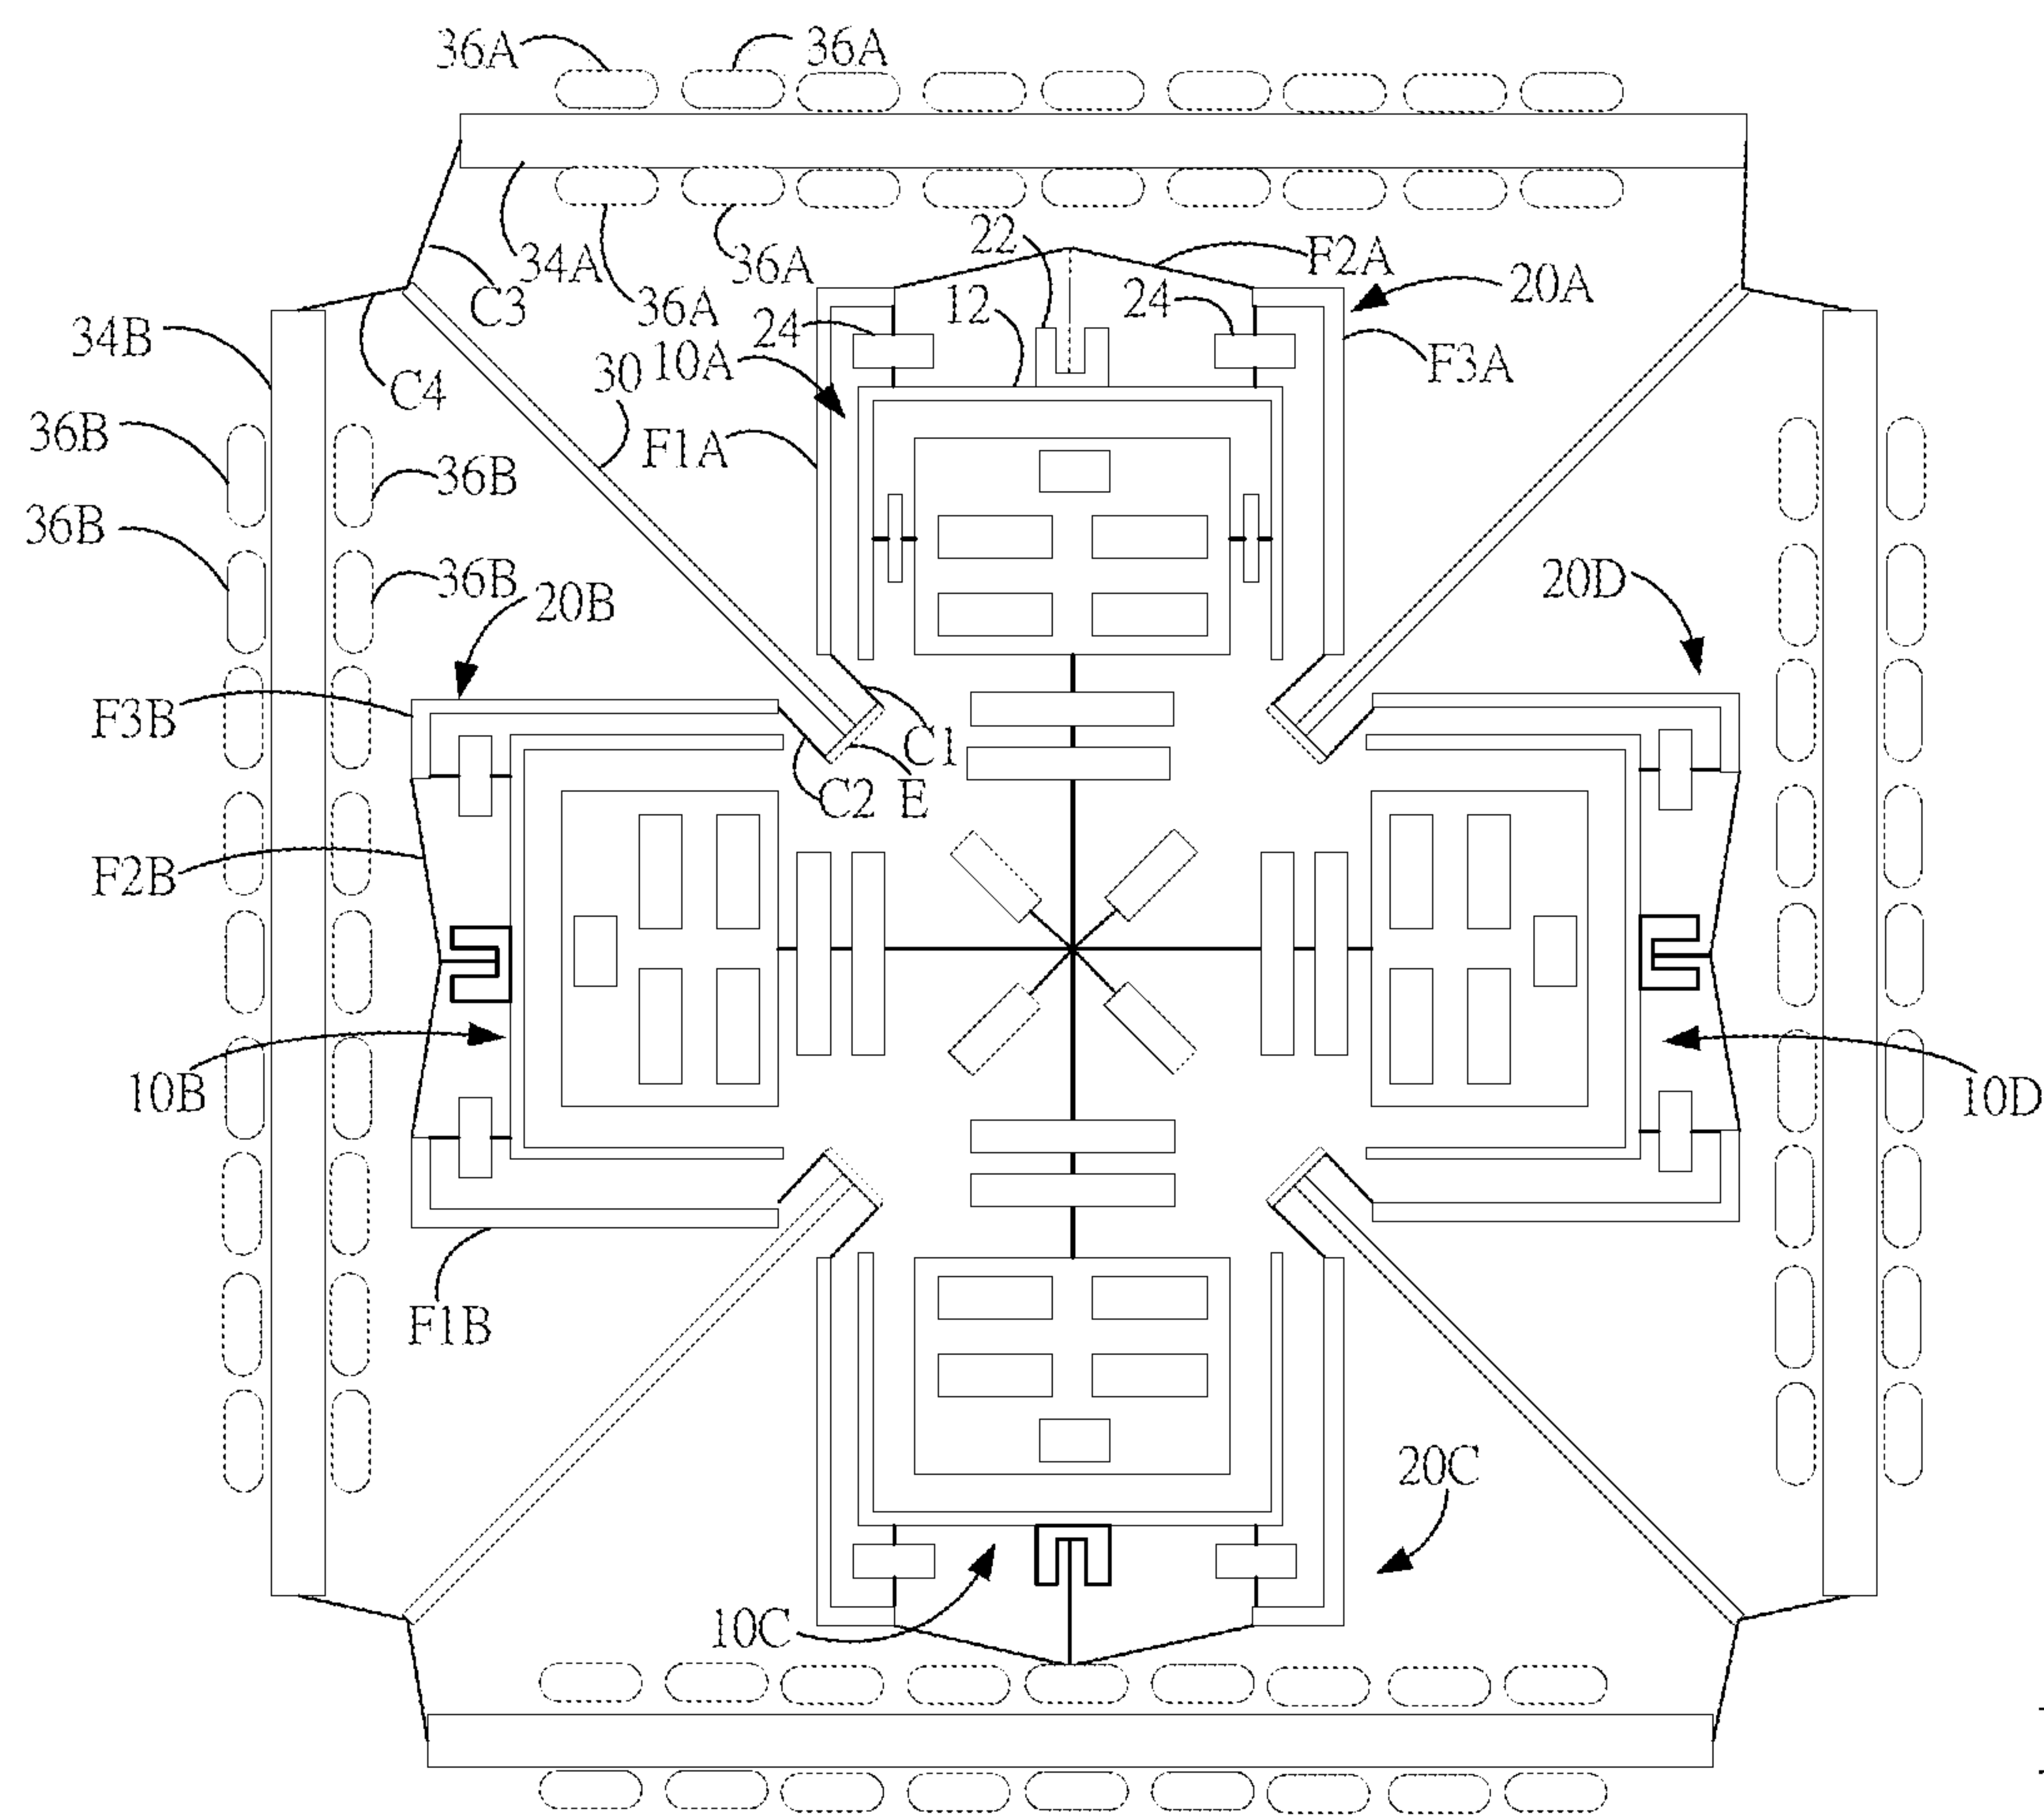 36A 36A
34A 36A 22 F2A 20A
C3 36A 24 12 24
34B C4 30 10A F3A
36B F1A
36B
36B
36B 20B 20D
F3B C1
C2 E
F2B
10B 10D
F1B
20C
10C